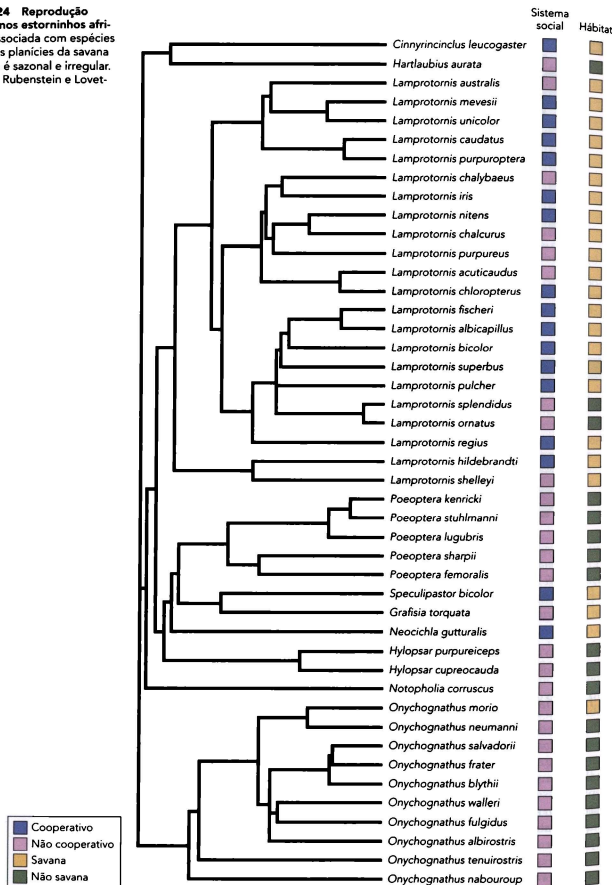 24 Reprodução
nos estorninhos afri-
ssociada com espécies
s planícies da savana
é sazonal e irregular.
Rubenstein e Lovet-
Sistema
social
Hábitat
Cinnyrincinclus leucogaster
Hartlaubius aurata
Lamprotornis australis
Lamprotornis mevesii
Lamprotornis unicolor
Lamprotornis caudatus
Lamprotornis purpuroptera
Lamprotornis chalybaeus
Lamprotornis iris
Lamprotornis nitens
Lamprotornis chalcurus
Lamprotornis purpureus
Lamprotornis acuticaudus
Lamprotornis chloropterus
Lamprotornis fischeri
Lamprotornis albicapillus
Lamprotornis bicolor
Lamprotornis superbus
Lamprotornis pulcher
Lamprotornis splendidus
Lamprotornis ornatus
Lamprotornis regius
Lamprotornis hildebrandti
Lamprotornis shelleyi
Poeoptera kenricki
Poeoptera stuhlmanni
Poeoptera lugubris
Poeoptera sharpii
Poeoptera femoralis
Speculipastor bicolor
Grafisia torquata
Neocichla gutturalis
Hylopsar purpureiceps
Hylopsar cupreocauda
Notopholia corruscus
Onychognathus morio
Onychognathus neumanni
Onychognathus salvadorii
Onychognathus frater
Onychognathus blythii
Onychognathus walleri
Onychognathus fulgidus
Onychognathus albirostris
Onychognathus tenuirostris
Onychognathus nabouroup
Cooperativo
Não cooperativo
Savana
Não savana